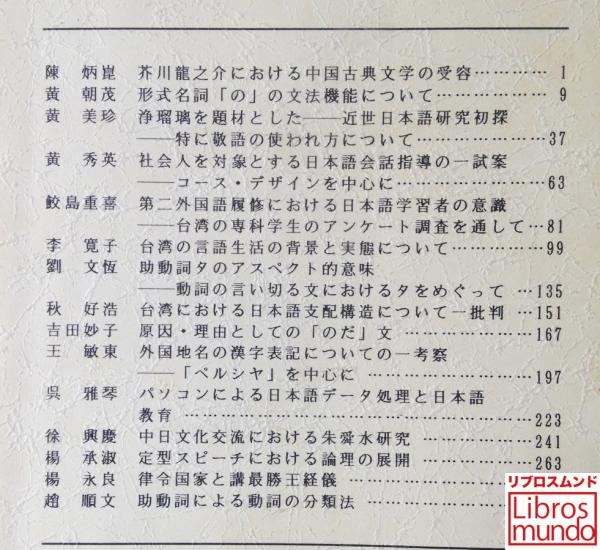 陳 炳崑 芥川龍之介における中国古典文学の受容………… 1
黄 朝茂 形式名詞「の」の文法機能について……………… 9
黄 美珍 浄瑠璃を題材とした――近世日本語研究初探
――特に敬語の使われ方について……………… 37
黄 秀英 社会人を対象とする日本語会話指導の一試案
――コース・デザインを中心に…………………… 63
鮫島重喜 第二外国語履修における日本語学習者の意識
――台湾の専科学生のアンケート調査を通して… 81
李 寛子 台湾の言語生活の背景と実態について…………… 99
劉 文恆 助動詞タのアスペクト的意味
――動詞の言い切る文におけるタをめぐって … 135
秋 好浩 台湾における日本語支配構造について一批判 … 151
吉田妙子 原因・理由としての「のだ」文 ………………… 167
王 敏東 外国地名の漢字表記についての一考察
――「ペルシヤ」を中心に ……………………… 197
呉 雅琴 パソコンによる日本語データ処理と日本語
教育 ………………………………………………… 223
徐 興慶 中日文化交流における朱舜水研究 ……………… 241
楊 承淑 定型スピーチにおける論理の展開 ……………… 263
楊 永良 律令国家と講最勝王経儀 …………………
趙 順文 助動詞による動詞の分類法 …………………
リブロスムンド
Libros
mundo